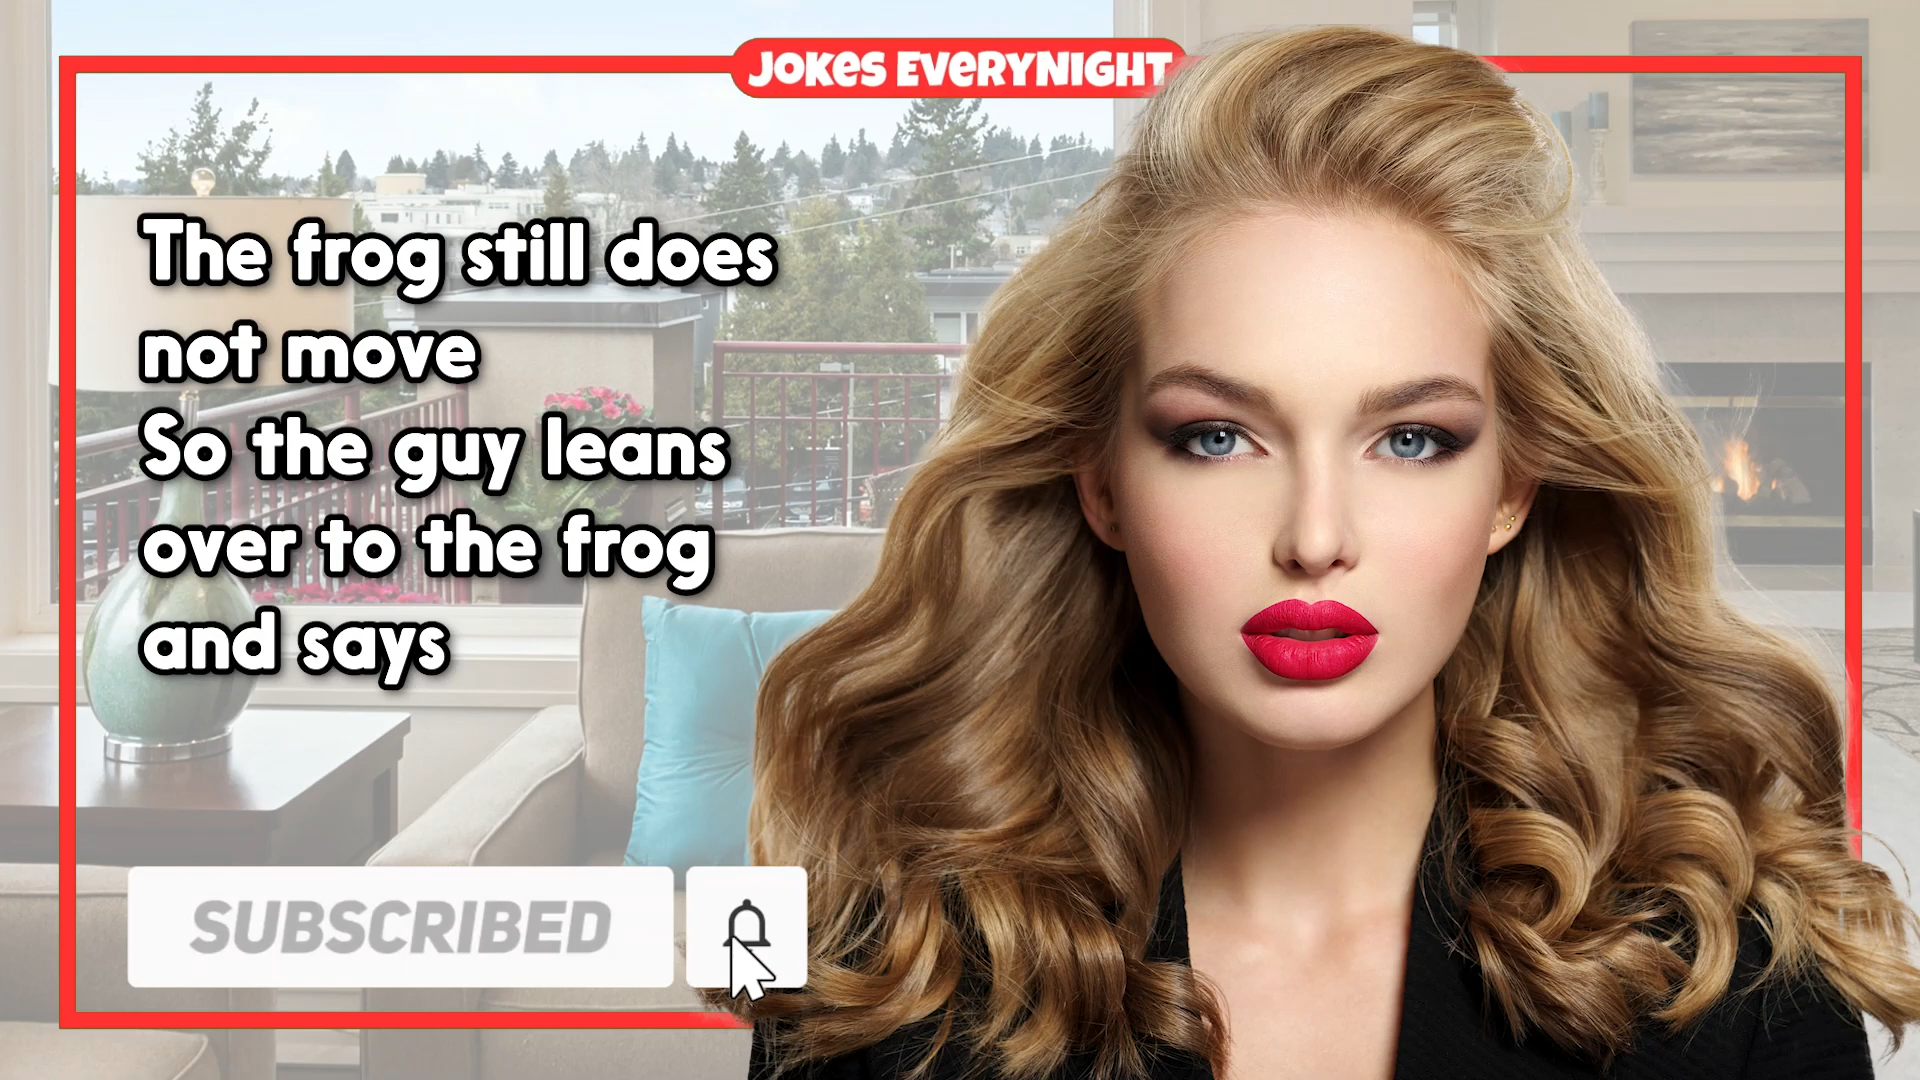 JOKES EVERYNIGHT
The frog still does
not move
So the guy leans
over to the frog
and says
SUBSCRIBED